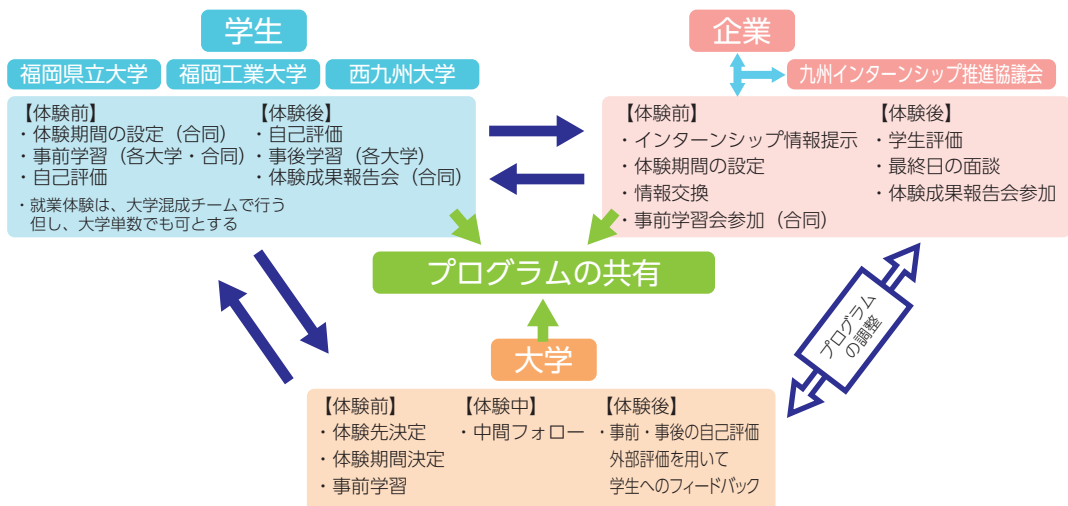 学生
福岡県立大学
福岡工業大学
西九州大学
【体験前】
・体験期間の設定（合同）
・事前学習（各大学・合同）
・自己評価
【体験後】
・自己評価
・事後学習（各大学）
・体験成果報告会（合同）
・就業体験は、大学混成チームで行う
但し、大学単数でも可とする
企業
九州インターンシップ推進協議会
【体験前】
・インターンシップ情報提示
・体験期間の設定
・情報交換
・事前学習会参加（合同）
【体験後】
・学生評価
・最終日の面談
・体験成果報告会参加
プログラムの共有
プログラム
の調整
大学
【体験前】
・体験先決定
・体験期間決定
・事前学習
【体験中】
・中間フォロー
【体験後】
・事前・事後の自己評価
外部評価を用いて
学生へのフィードバック